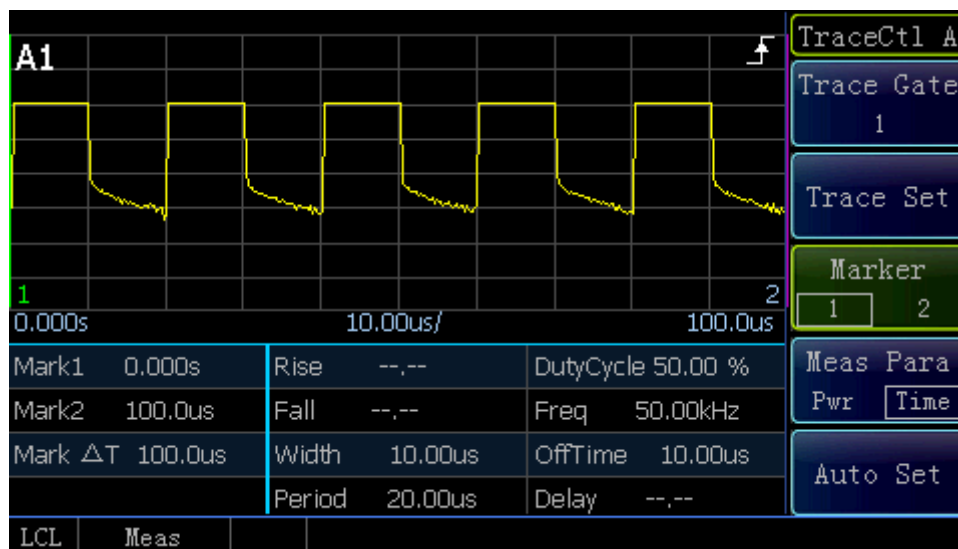 A1
1
2
0.000s 10.00us/ 100.0us
Mark1 0.000s Rise --.-- DutyCycle 50.00 %
Mark2 100.0us Fall --.-- Freq 50.00kHz
Mark △T 100.0us Width 10.00us OffTime 10.00us
Period 20.00us Delay --.--
LCL Meas
TraceCtl A
Trace Gate
1
Trace Set
Marker
1 2
Meas Para
Pwr Time
Auto Set